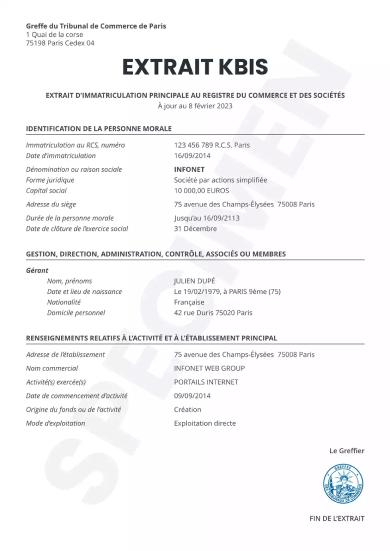 Greffe du Tribunal de Commerce de Paris
1 Quai de la corse
75198 Paris Cedex 04
EXTRAIT KBIS
EXTRAIT D'IMMATRICULATION PRINCIPALE AU REGISTRE DU COMMERCE ET DES SOCIÉTÉS
À jour au 8 février 2023
IDENTIFICATION DE LA PERSONNE MORALE
Immatriculation au RCS, numéro 123 456 789 R.C.S. Paris
Date d'immatriculation 16/09/2014
Dénomination ou raison sociale INFONET
Forme juridique Société par actions simplifiée
Capital social 10 000,00 EUROS
Adresse du siège 75 avenue des Champs-Élysées 75008 Paris
Durée de la personne morale Jusqu'au 16/09/2113
Date de clôture de l'exercice social 31 Décembre
GESTION, DIRECTION, ADMINISTRATION, CONTRÔLE, ASSOCIÉS OU MEMBRES
Gérant
Nom, prénoms JULIEN DUPÉ
Date et lieu de naissance Le 19/02/1979, à PARIS 9ème (75)
Nationalité Française
Domicile personnel 42 rue Duris 75020 Paris
RENSEIGNEMENTS RELATIFS À L'ACTIVITÉ ET À L'ÉTABLISSEMENT PRINCIPAL
Adresse de l'établissement 75 avenue des Champs-Élysées 75008 Paris
Nom commercial INFONET WEB GROUP
Activité(s) exercée(s) PORTAILS INTERNET
Date de commencement d'activité 09/09/2014
Origine du fonds ou de l'activité Création
Mode d'exploitation Exploitation directe
SPECIMEN
Le Greffier
FIN DE L'EXTRAIT